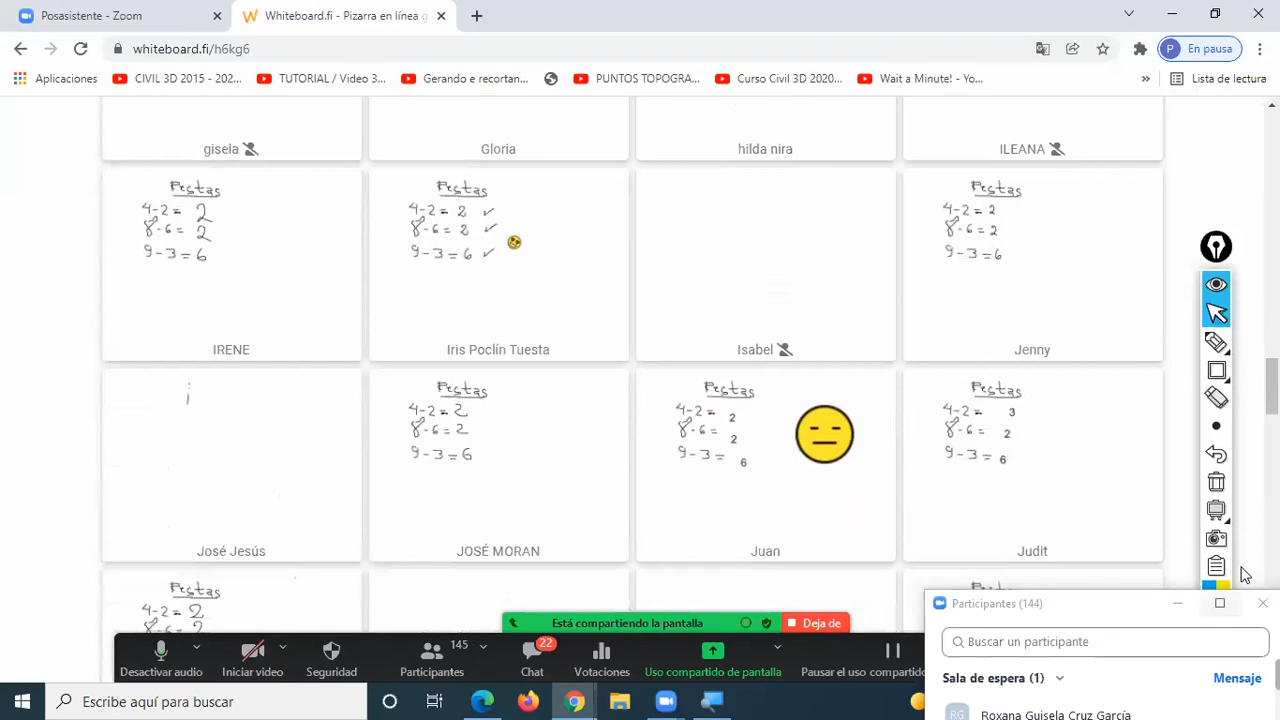 Posasistente - Zoom
Whiteboard.fi - Pizarra en línea g
whiteboard.fi/h6kg6
P En pausa
Aplicaciones
CIVIL 3D 2015 - 202...
TUTORIAL / Video 3...
Gerando e recortan...
PUNTOS TOPOGRA...
Curso Civil 3D 2020...
Wait a Minute! - Yo...
»
Lista de lectura
gisela
Gloria
hilda nira
ILEANA
Restas
4-2= 2
8-6= 2
9-3=6
IRENE
Restas
4-2= 2 ✓
8-6= 2 ✓
9-3=6 ✓
Iris Poclín Tuesta
Isabel
Restas
4-2= 2
8-6= 2
9-3=6
Jenny
i
José Jesús
Restas
4-2= 2
8-6= 2
9-3=6
JOSÉ MORAN
Restas
4-2= 2
8-6= 2
9-3= 6
Juan
Restas
4-2= 3
8-6= 2
9-3= 6
Judit
Restas
4-2= 2
Está compartiendo la pantalla
Deja de
Desactivar audio
Iniciar video
Seguridad
145
Participantes
22
Chat
Votaciones
Uso compartido de pantalla
Pausar el uso compartido
Participantes (144)
Buscar un participante
Sala de espera (1)
Mensaje
RG
Roxana Guisela Cruz García
Escribe aquí para buscar